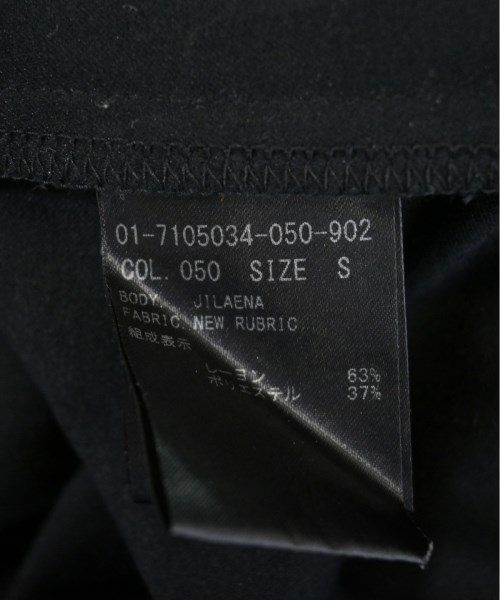 01-7105034-050-902
COL. 050 SIZE S
BODY. JILAENA
FABRIC. NEW RUBRIC
組成表示
レーヨン 63%
ポリエステル 37%